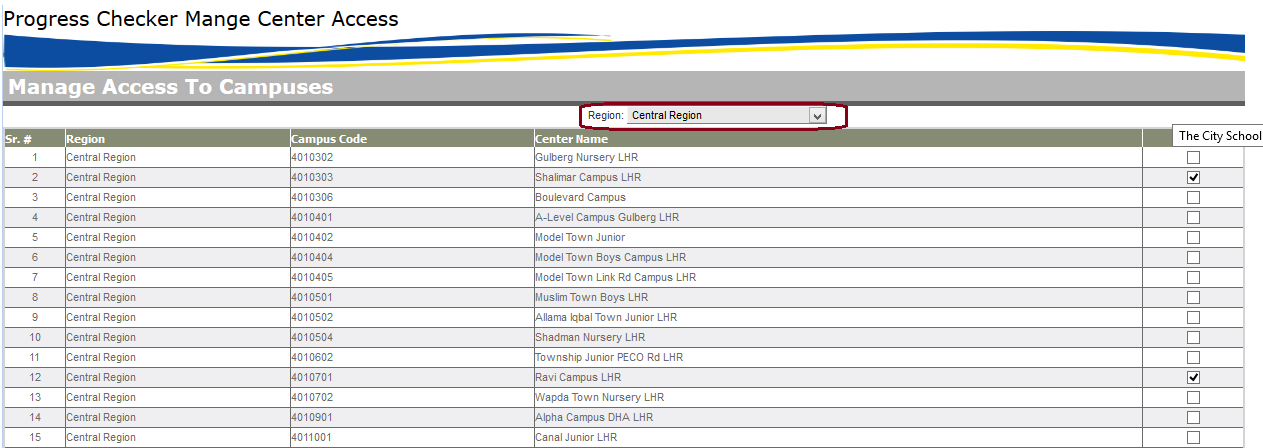 Progress Checker Mange Center Access
Manage Access To Campuses
Region: Central Region
Sr. # Region Campus Code Center Name
The City School
1 Central Region 4010302 Gulberg Nursery LHR
2 Central Region 4010303 Shalimar Campus LHR
3 Central Region 4010306 Boulevard Campus
4 Central Region 4010401 A-Level Campus Gulberg LHR
5 Central Region 4010402 Model Town Junior
6 Central Region 4010404 Model Town Boys Campus LHR
7 Central Region 4010405 Model Town Link Rd Campus LHR
8 Central Region 4010501 Muslim Town Boys LHR
9 Central Region 4010502 Allama Iqbal Town Junior LHR
10 Central Region 4010504 Shadman Nursery LHR
11 Central Region 4010602 Township Junior PECO Rd LHR
12 Central Region 4010701 Ravi Campus LHR
13 Central Region 4010702 Wapda Town Nursery LHR
14 Central Region 4010901 Alpha Campus DHA LHR
15 Central Region 4011001 Canal Junior LHR